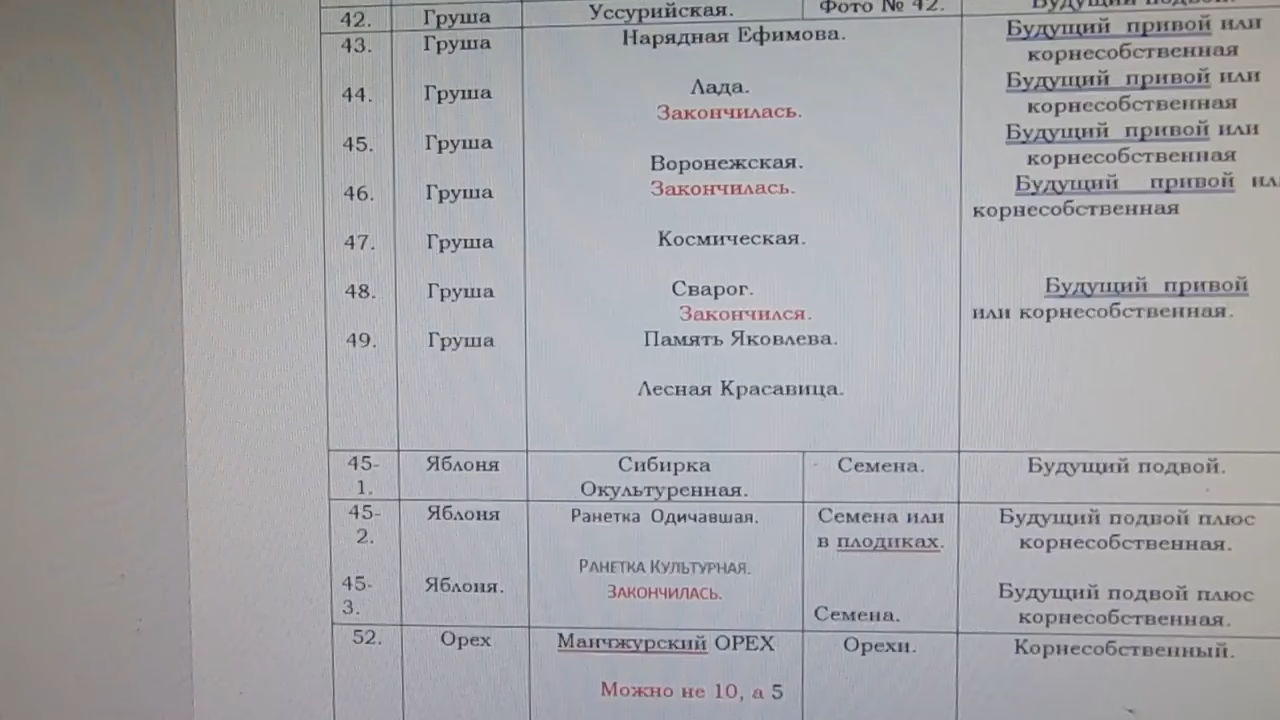 42. Груша Уссурийская. Фото № 42. Будущий подвой.
43. Груша Нарядная Ефимова. Будущий привой или
корнесобственная
44. Груша Лада. Будущий привой или
Закончилась. корнесобственная
45. Груша Будущий привой или
Воронежская. корнесобственная
46. Груша Закончилась. Будущий привой
корнесобственная
47. Груша Космическая.
48. Груша Сварог. Будущий привой
Закончился. или корнесобственная.
49. Груша Память Яковлева.
Лесная Красавица.
45- Яблоня Сибирка Семена. Будущий подвой.
1. Окультуренная.
45- Яблоня Ранетка Одичавшая. Семена или Будущий подвой плюс
2. в плодиках. корнесобственная.
РАНЕТКА КУЛЬТУРНАЯ.
45- Яблоня. ЗАКОНЧИЛАСЬ. Будущий подвой плюс
3. Семена. корнесобственная.
52. Орех Манчжурский ОРЕХ Орехи. Корнесобственный.
Можно не 10, а 5